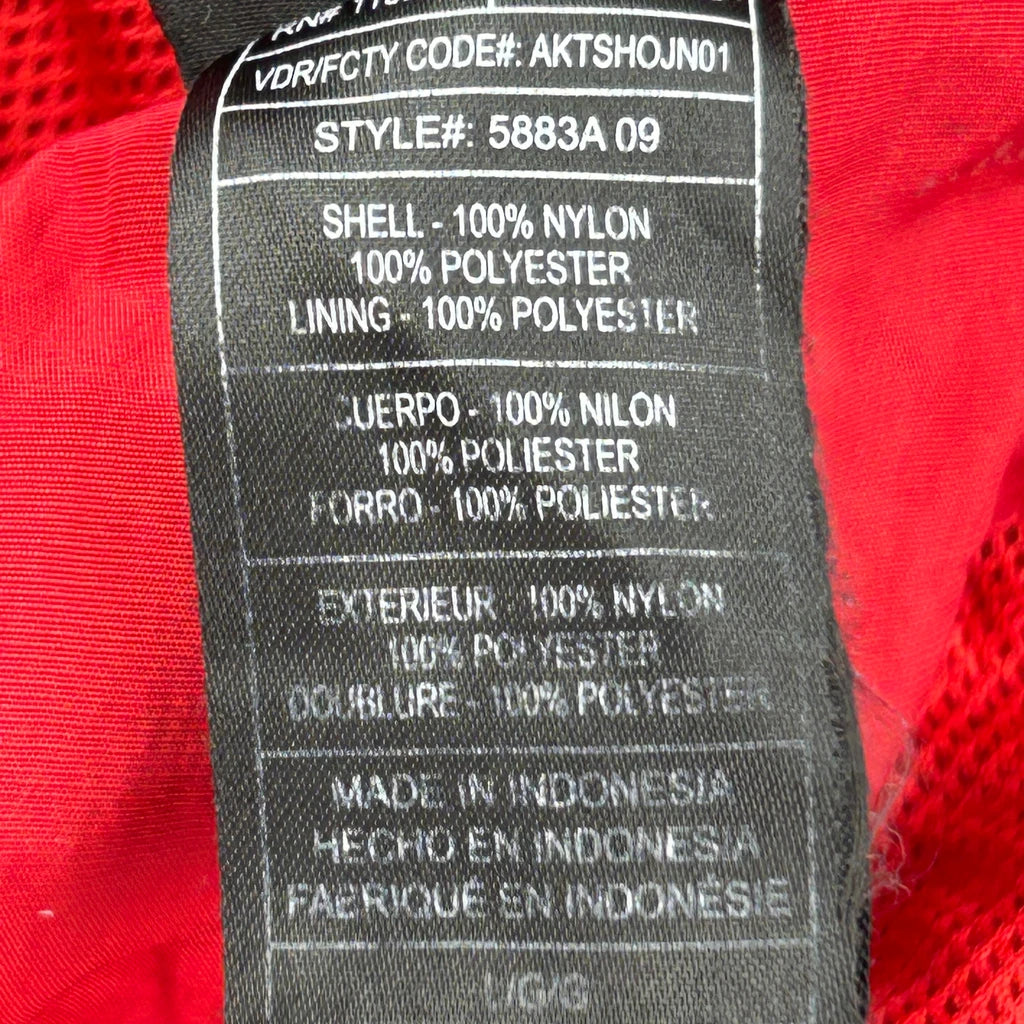 RN#
VDR/FCTY CODE#: AKTSHOJN01
STYLE#: 5883A 09
SHELL - 100% NYLON
100% POLYESTER
LINING - 100% POLYESTER
CUERPO - 100% NILON
100% POLIESTER
FORRO - 100% POLIESTER
EXTERIEUR 100% NYLON
100% POLYESTER
DOUBLURE - 100% POLYESTER
MADE IN INDONESIA
HECHO EN INDONESIA
FABRIQUÉ EN INDONÉSIE
L/G/G